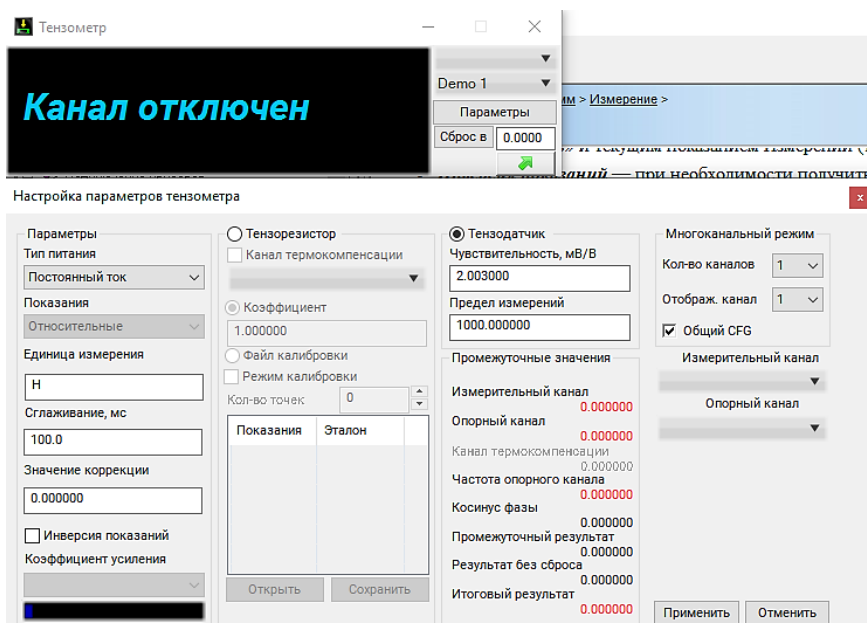 Тензометр
Канал отключен
Demo 1
Параметры
Сброс в 0.0000
мм > Измерение >
и текущим показанием Измерений
— при необходимости получить
Настройка параметров тензометра
Параметры
Тип питания
Постоянный ток
Показания
Относительные
Единица измерения
Н
Сглаживание, мс
100.0
Значение коррекции
0.000000
Инверсия показаний
Коэффициент усиления
Тензорезистор
Канал термокомпенсации
Коэффициент
1.000000
Файл калибровки
Режим калибровки
Кол-во точек 0
Показания Эталон
Открыть Сохранить
Тензодатчик
Чувствительность, мВ/В
2.003000
Предел измерений
1000.000000
Промежуточные значения
Измерительный канал
0.000000
Опорный канал
0.000000
Канал термокомпенсации
0.000000
Частота опорного канала
0.000000
Косинус фазы
0.000000
Промежуточный результат
0.000000
Результат без сброса
0.000000
Итоговый результат
0.000000
Многоканальный режим
Кол-во каналов 1
Отображ. канал 1
Общий CFG
Измерительный канал
Опорный канал
Применить Отменить